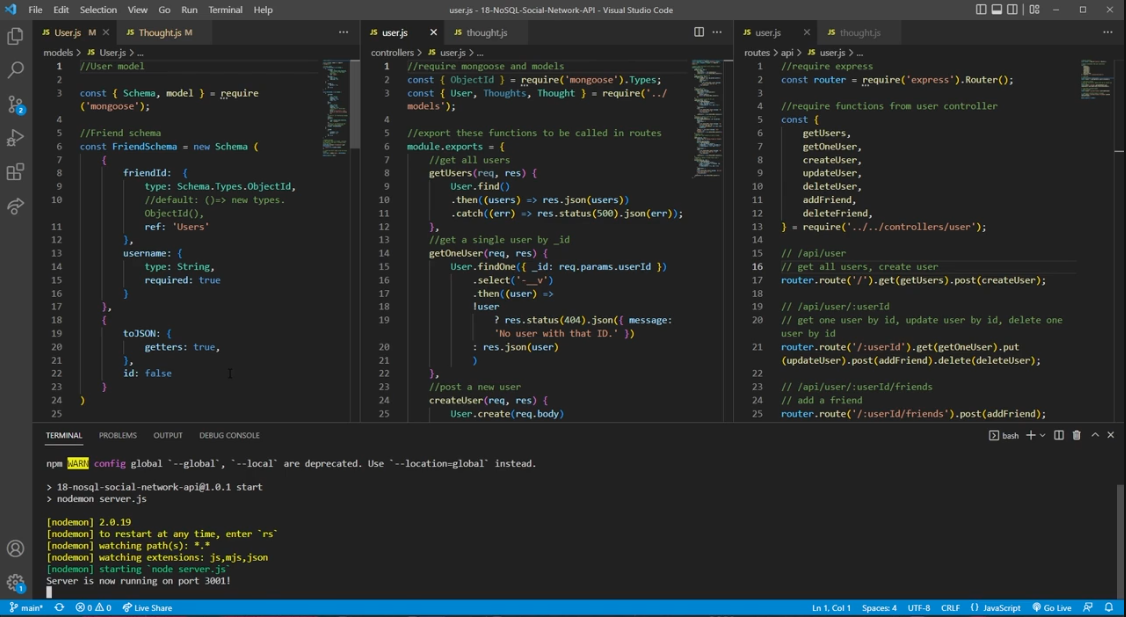 File Edit Selection View Go Run Terminal Help
user.js - 18-NoSQL-Social-Network-API - Visual Studio Code
User.js M
Thought.js M
models > User.js > ...
1 //User model
2
3 const { Schema, model } = require
('mongoose');
4
5 //Friend schema
6 const FriendSchema = new Schema (
7 {
8 friendId: {
9 type: Schema.Types.ObjectId,
10 //default: ()=> new types.
ObjectId(),
11 ref: 'Users'
12 },
13 username: {
14 type: String,
15 required: true
16 }
17 },
18 {
19 toJSON: {
20 getters: true,
21 },
22 id: false
23 }
24 )
25
user.js
thought.js
controllers > user.js > ...
1 //require mongoose and models
2 const { ObjectId } = require('mongoose').Types;
3 const { User, Thoughts, Thought } = require('../
models');
4
5 //export these functions to be called in routes
6 module.exports = {
7 //get all users
8 getUsers(req, res) {
9 User.find()
10 .then((users) => res.json(users))
11 .catch((err) => res.status(500).json(err));
12 },
13 //get a single user by _id
14 getOneUser(req, res) {
15 User.findOne({ _id: req.params.userId })
16 .select('-__v')
17 .then((user) =>
18 !user
19 ? res.status(404).json({ message:
'No user with that ID.' })
20 : res.json(user)
21 )
22 },
23 //post a new user
24 createUser(req, res) {
25 User.create(req.body)
user.js
thought.js
routes > api > user.js > ...
1 //require express
2 const router = require('express').Router();
3
4 //require functions from user controller
5 const {
6 getUsers,
7 getOneUser,
8 createUser,
9 updateUser,
10 deleteUser,
11 addFriend,
12 deleteFriend,
13 } = require('../../controllers/user');
14
15 // /api/user
16 // get all users, create user
17 router.route('/').get(getUsers).post(createUser);
18
19 // /api/user/:userId
20 // get one user by id, update user by id, delete one
user by id
21 router.route('/:userId').get(getOneUser).put
(updateUser).post(addFriend).delete(deleteUser);
22
23 // /api/user/:userId/friends
24 // add a friend
25 router.route('/:userId/friends').post(addFriend);
TERMINAL PROBLEMS OUTPUT DEBUG CONSOLE
bash
npm WARN config global `--global`, `--local` are deprecated. Use `--location=global` instead.
> 18-nosql-social-network-api@1.0.1 start
> nodemon server.js
[nodemon] 2.0.19
[nodemon] to restart at any time, enter `rs`
[nodemon] watching path(s): *.*
[nodemon] watching extensions: js,mjs,json
[nodemon] starting `node server.js`
Server is now running on port 3001!
main* 0 0 Live Share
Ln 1, Col 1 Spaces: 4 UTF-8 CRLF {} JavaScript Go Live